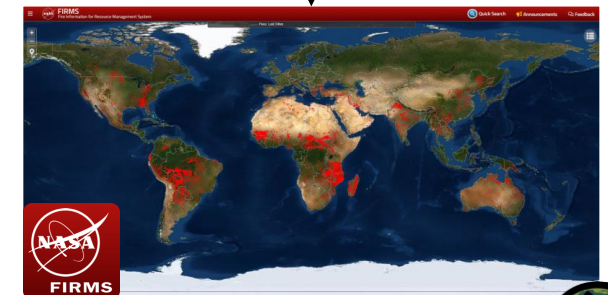 FIRMS
Fire Information for Resource Management System
Quick Search
Announcements
Feedback
NASA
FIRMS